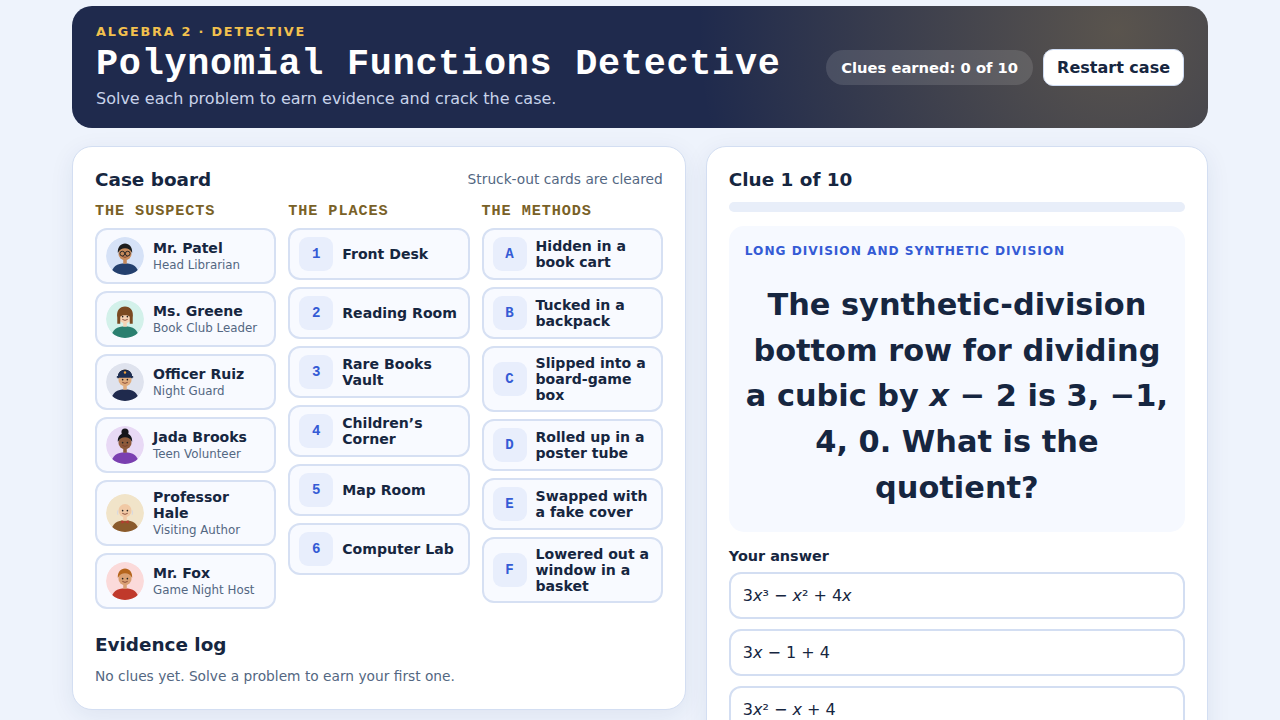 ALGEBRA 2 · DETECTIVE
Polynomial Functions Detective
Solve each problem to earn evidence and crack the case.
Clues earned: 0 of 10
Restart case
Case board
Struck-out cards are cleared
THE SUSPECTS
Mr. Patel
Head Librarian
Ms. Greene
Book Club Leader
Officer Ruiz
Night Guard
Jada Brooks
Teen Volunteer
Professor
Hale
Visiting Author
Mr. Fox
Game Night Host
THE PLACES
1 Front Desk
2 Reading Room
3 Rare Books
Vault
4 Children’s
Corner
5 Map Room
6 Computer Lab
THE METHODS
A Hidden in a
book cart
B Tucked in a
backpack
C Slipped into a
board-game
box
D Rolled up in a
poster tube
E Swapped with
a fake cover
F Lowered out a
window in a
basket
Evidence log
No clues yet. Solve a problem to earn your first one.
Clue 1 of 10
LONG DIVISION AND SYNTHETIC DIVISION
The synthetic-division
bottom row for dividing
a cubic by x − 2 is 3, −1,
4, 0. What is the
quotient?
Your answer
3x³ − x² + 4x
3x − 1 + 4
3x² − x + 4